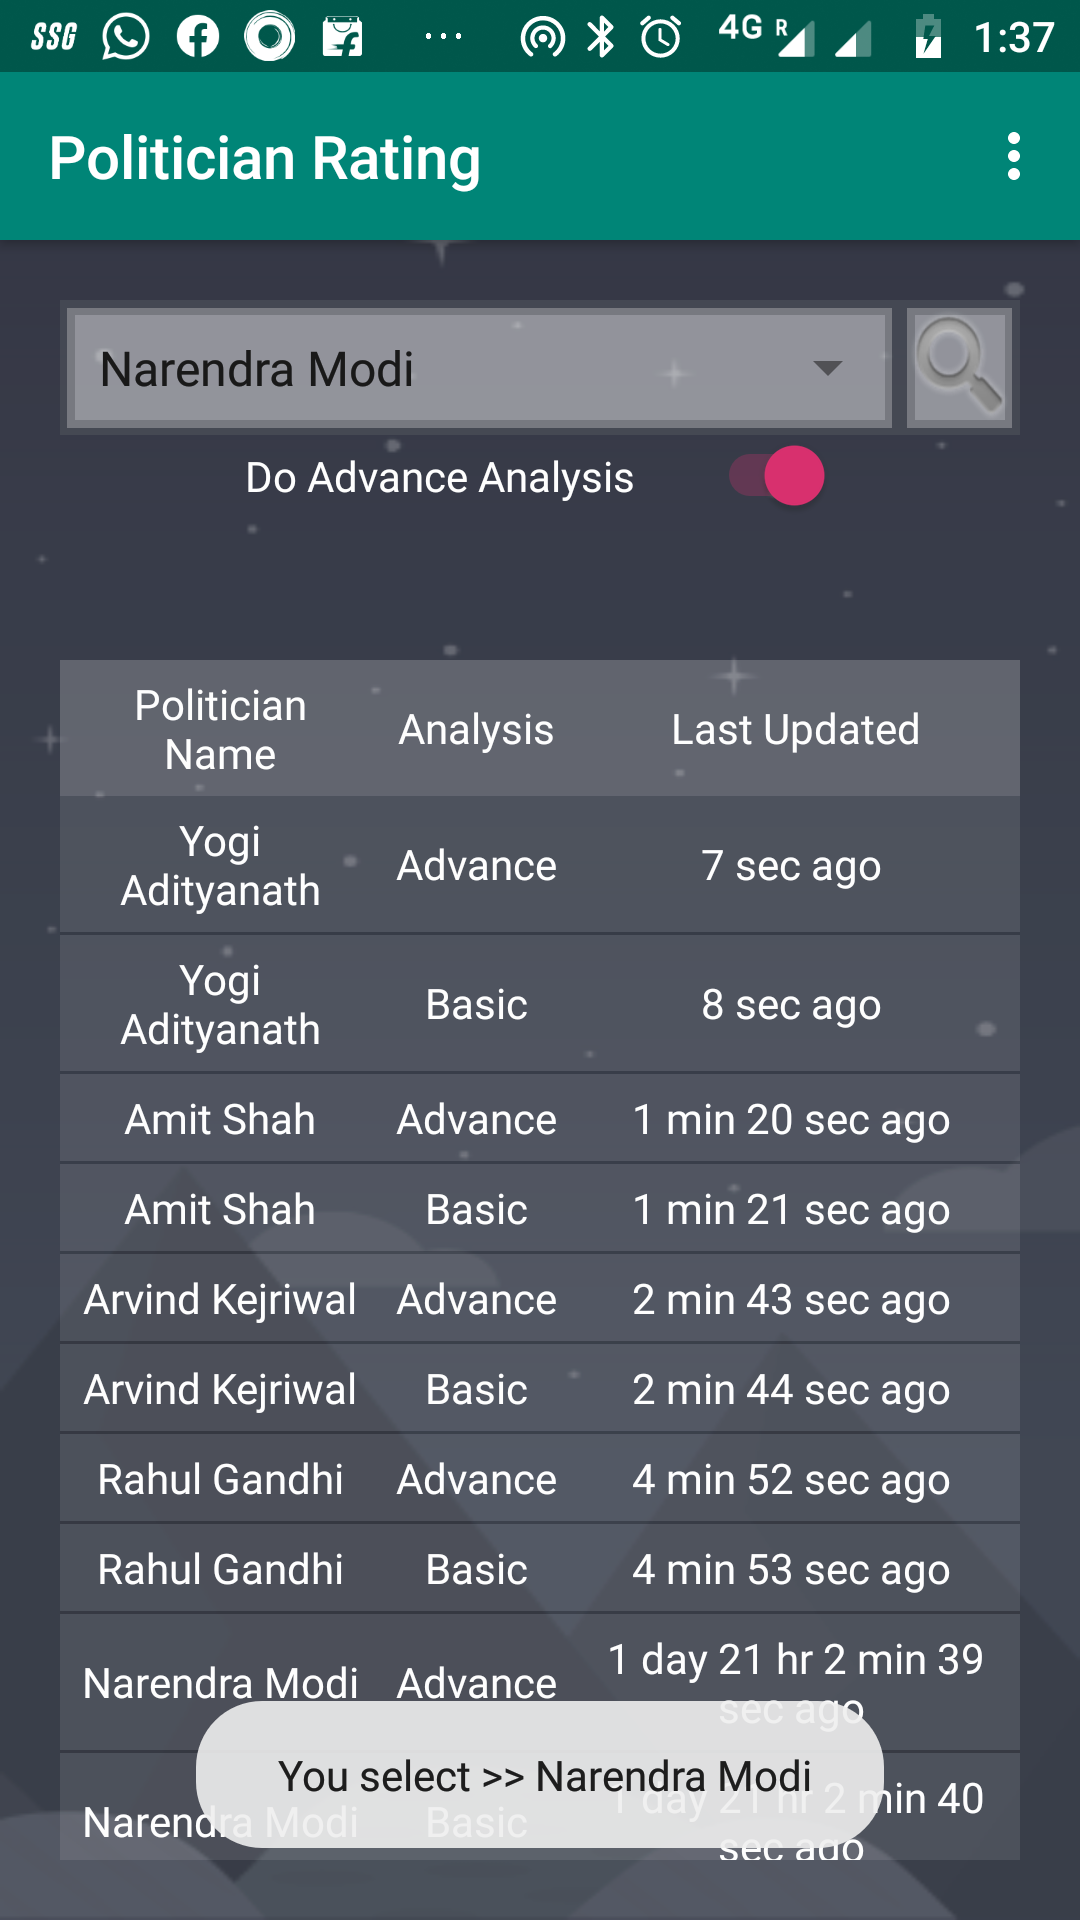 SSG 4G R 1:37
Politician Rating
Narendra Modi
Do Advance Analysis
Politician
Name Analysis Last Updated
Yogi
Adityanath Advance 7 sec ago
Yogi
Adityanath Basic 8 sec ago
Amit Shah Advance 1 min 20 sec ago
Amit Shah Basic 1 min 21 sec ago
Arvind Kejriwal Advance 2 min 43 sec ago
Arvind Kejriwal Basic 2 min 44 sec ago
Rahul Gandhi Advance 4 min 52 sec ago
Rahul Gandhi Basic 4 min 53 sec ago
Narendra Modi Advance 1 day 21 hr 2 min 39
sec ago
You select >> Narendra Modi
Narendra Modi Basic 1 day 21 hr 2 min 40
sec ago